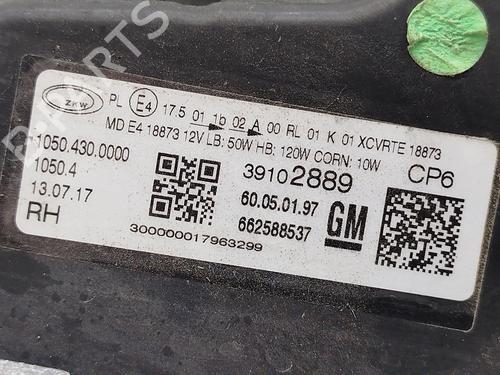 ZKW PL E4 17.5 01 1b 02 A 00 RL 01 K 01 XCVRTE 18873
MD E4 18873 12V LB: 50W HB: 120W CORN: 10W
1050.430.0000
1050.4
13.07.17
RH
300000017963299
39102889 CP6
60.05.01.97
662588537
GM
PARTS